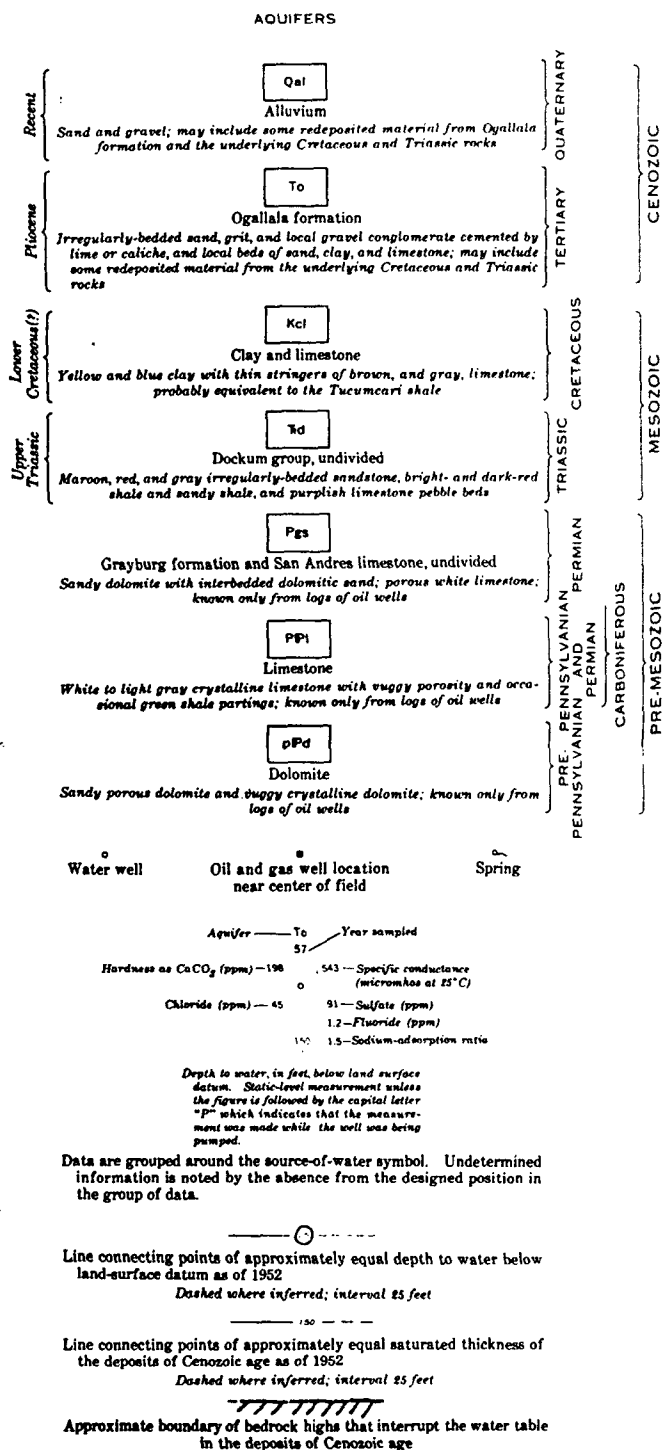 AQUIFERS
Recent
Qal
Alluvium
Sand and gravel; may include some redeposited material from Ogallala
formation and the underlying Cretaceous and Triassic rocks
QUATERNARY
Pliocene
To
Ogallala formation
Irregularly-bedded sand, grit, and local gravel conglomerate cemented by
lime or caliche, and local beds of sand, clay, and limestone; may include
some redeposited material from the underlying Cretaceous and Triassic
rocks
TERTIARY
CENOZOIC
Lower
Cretaceous(?)
Kcl
Clay and limestone
Yellow and blue clay with thin stringers of brown, and gray, limestone;
probably equivalent to the Tucumcari shale
CRETACEOUS
Upper
Triassic
Dockum group, undivided
Maroon, red, and gray irregularly-bedded sandstone, bright- and dark-red
shale and sandy shale, and purplish limestone pebble beds
TRIASSIC
MESOZOIC
Pgs
Grayburg formation and San Andres limestone, undivided
Sandy dolomite with interbedded dolomitic sand; porous white limestone;
known only from logs of oil wells
PERMIAN
PIPl
Limestone
White to light gray crystalline limestone with vuggy porosity and occa-
sional green shale partings; known only from logs of oil wells
PENNSYLVANIAN
AND
PERMIAN
pIPd
Dolomite
Sandy porous dolomite and vuggy crystalline dolomite; known only from
logs of oil wells
PRE-
PENNSYLVANIAN
CARBONIFEROUS
PRE-MESOZOIC
Water well
Oil and gas well location
near center of field
Spring
Aquifer To Year sampled
57
Hardness as CaCO3 (ppm) 198 543 Specific conductance
(micromhos at 25°C)
Chloride (ppm) 45 91 Sulfate (ppm)
1.2 Fluoride (ppm)
150 1.5 Sodium-adsorption ratio
Depth to water, in feet, below land surface
datum. Static-level measurement unless
the figure is followed by the capital letter
"P" which indicates that the measure-
ment was made while the well was being
pumped.
Data are grouped around the source-of-water symbol. Undetermined
information is noted by the absence from the designed position in
the group of data.
Line connecting points of approximately equal depth to water below
land-surface datum as of 1952
Dashed where inferred; interval 25 feet
150
Line connecting points of approximately equal saturated thickness of
the deposits of Cenozoic age as of 1952
Dashed where inferred; interval 25 feet
Approximate boundary of bedrock highs that interrupt the water table
in the deposits of Cenozoic age